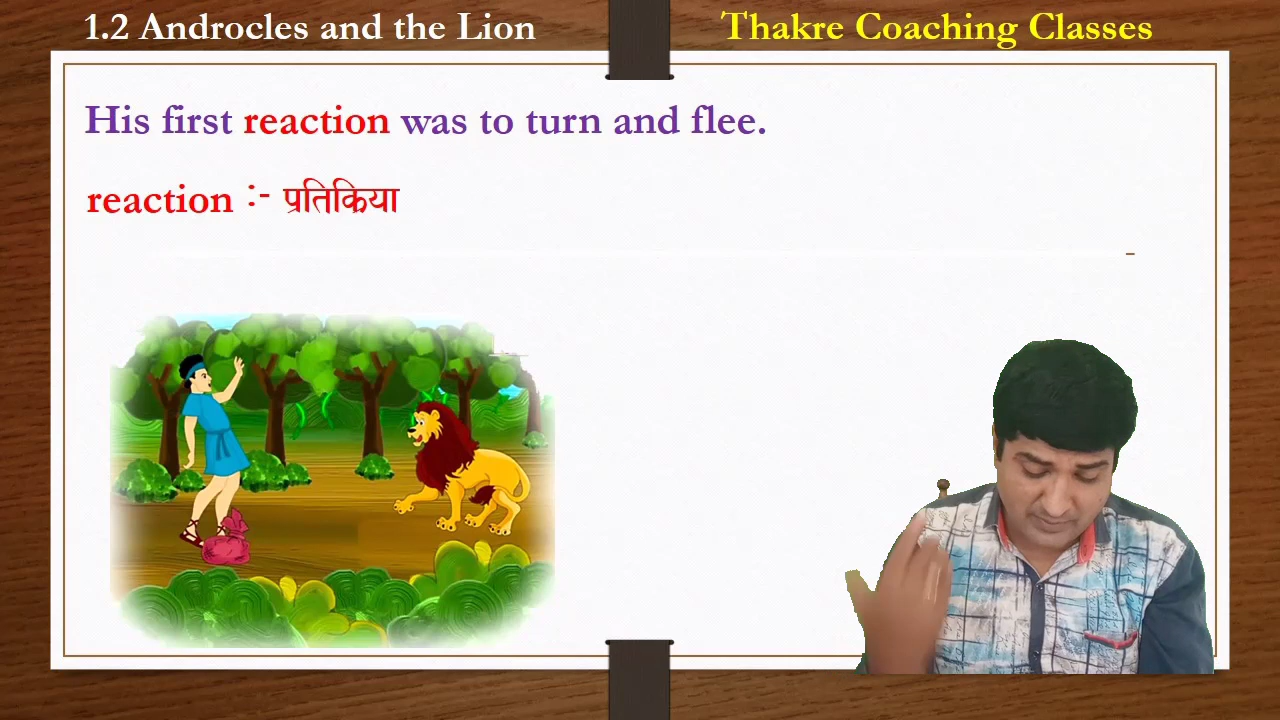 1.2 Androcles and the Lion
Thakre Coaching Classes
His first reaction was to turn and flee.
reaction :- प्रतिक्रिया